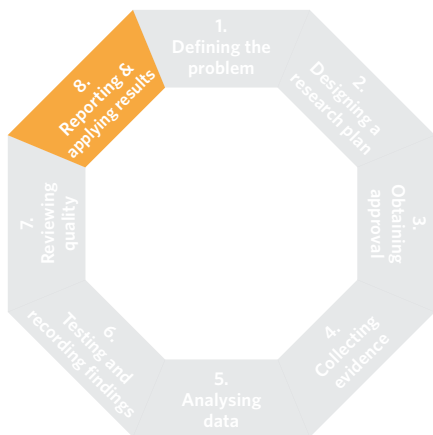 1.
Defining the
problem
2.
Designing a
research plan
3.
Obtaining
approval
4.
Collecting
evidence
5.
Analysing
data
6.
Testing and
recording findings
7.
Reviewing
quality
8.
Reporting &
applying results